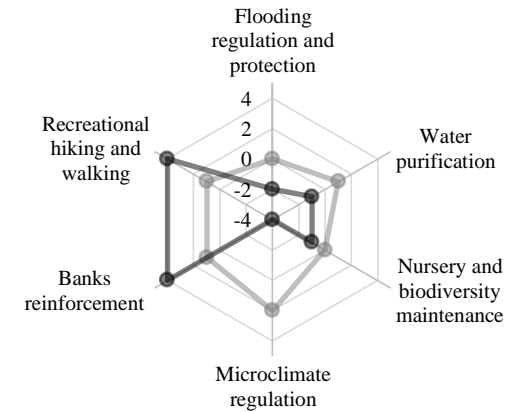 Flooding
regulation and
protection
4
2
0
-2
-4
Recreational
hiking and
walking
Water
purification
Banks
reinforcement
Nursery and
biodiversity
maintenance
Microclimate
regulation